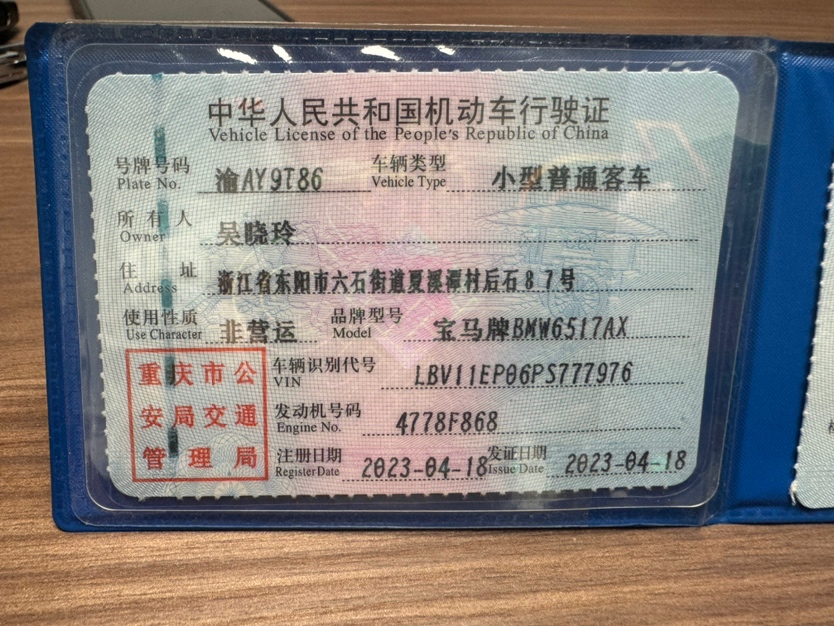 中华人民共和国机动车行驶证
Vehicle License of the People's Republic of China
号牌号码 渝AY9T86 车辆类型 小型普通客车
Plate No. Vehicle Type
所有人 吴晓玲
Owner
住址 浙江省东阳市六石街道夏溪潭村后石87号
Address
使用性质 非营运 品牌型号 宝马牌BMW6517AX
Use Character Model
重庆市公
安局交通
管理局
车辆识别代号 LBV11EP06PS777976
VIN
发动机号码 4778F868
Engine No.
注册日期 2023-04-18 发证日期 2023-04-18
Register Date Issue Date